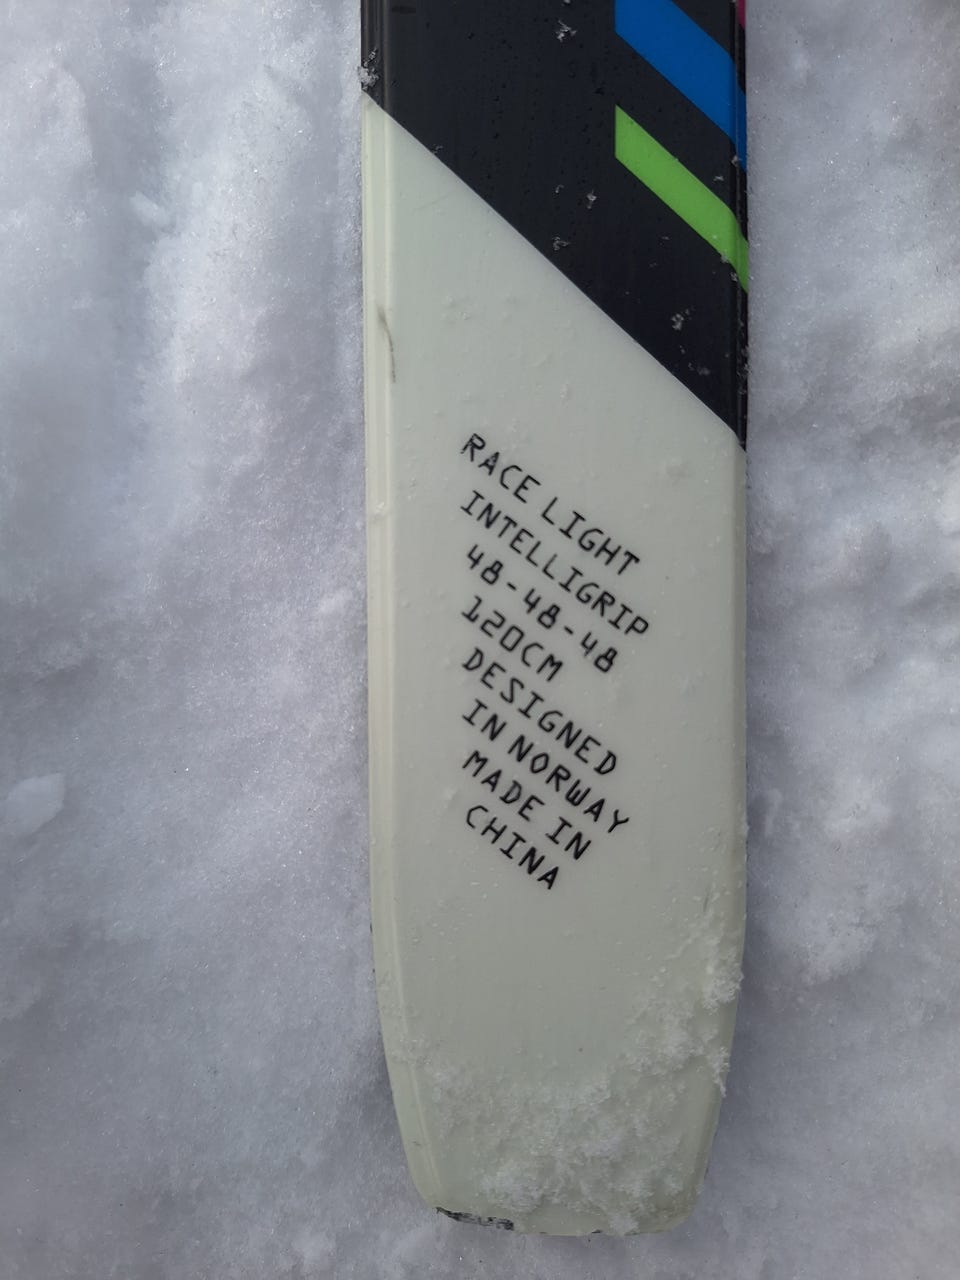 RACE LIGHT
INTELLIGRIP
48-48-48
120CM
DESIGNED
IN NORWAY
MADE IN
CHINA